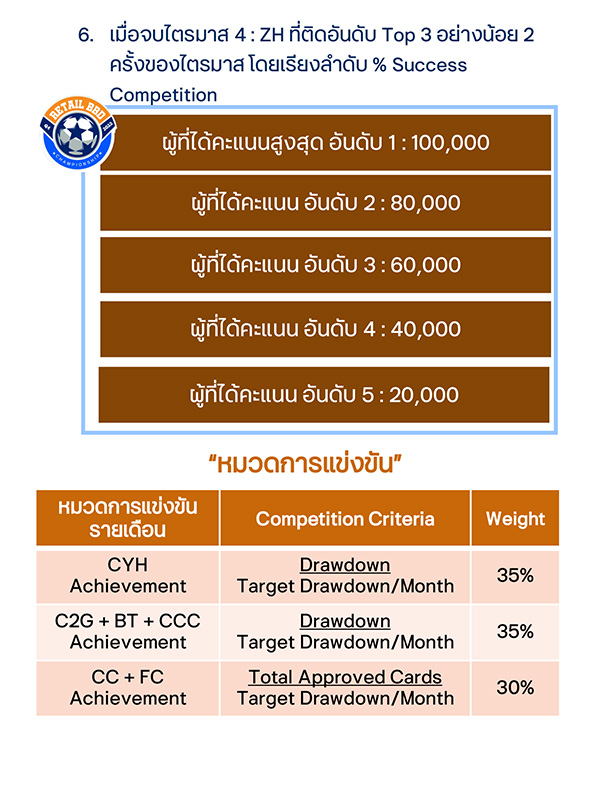 6. เมื่อจบไตรมาส 4 : ZH ที่ติดอันดับ Top 3 อย่างน้อย 2
ครั้งของไตรมาส โดยเรียงลำดับ % Success
Competition
RETAIL BBD
CHAMPIONSHIP
ผู้ที่ได้คะแนนสูงสุด อันดับ 1 : 100,000
ผู้ที่ได้คะแนน อันดับ 2 : 80,000
ผู้ที่ได้คะแนน อันดับ 3 : 60,000
ผู้ที่ได้คะแนน อันดับ 4 : 40,000
ผู้ที่ได้คะแนน อันดับ 5 : 20,000
“หมวดการแข่งขัน”
หมวดการแข่งขัน
รายเดือน
Competition Criteria
Weight
CYH
Achievement
Drawdown
Target Drawdown/Month
35%
C2G + BT + CCC
Achievement
Drawdown
Target Drawdown/Month
35%
CC + FC
Achievement
Total Approved Cards
Target Drawdown/Month
30%